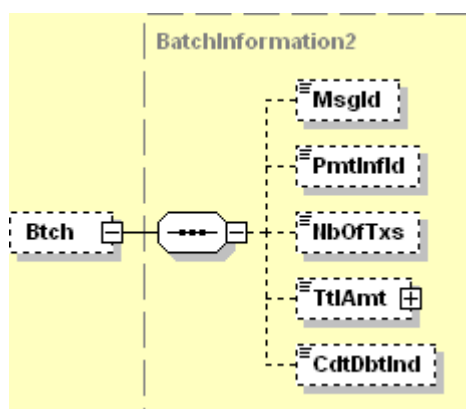 BatchInformation2
MsgId
PmtInfId
Btch
NbOfTxs
TtlAmt
CdtDbtInd